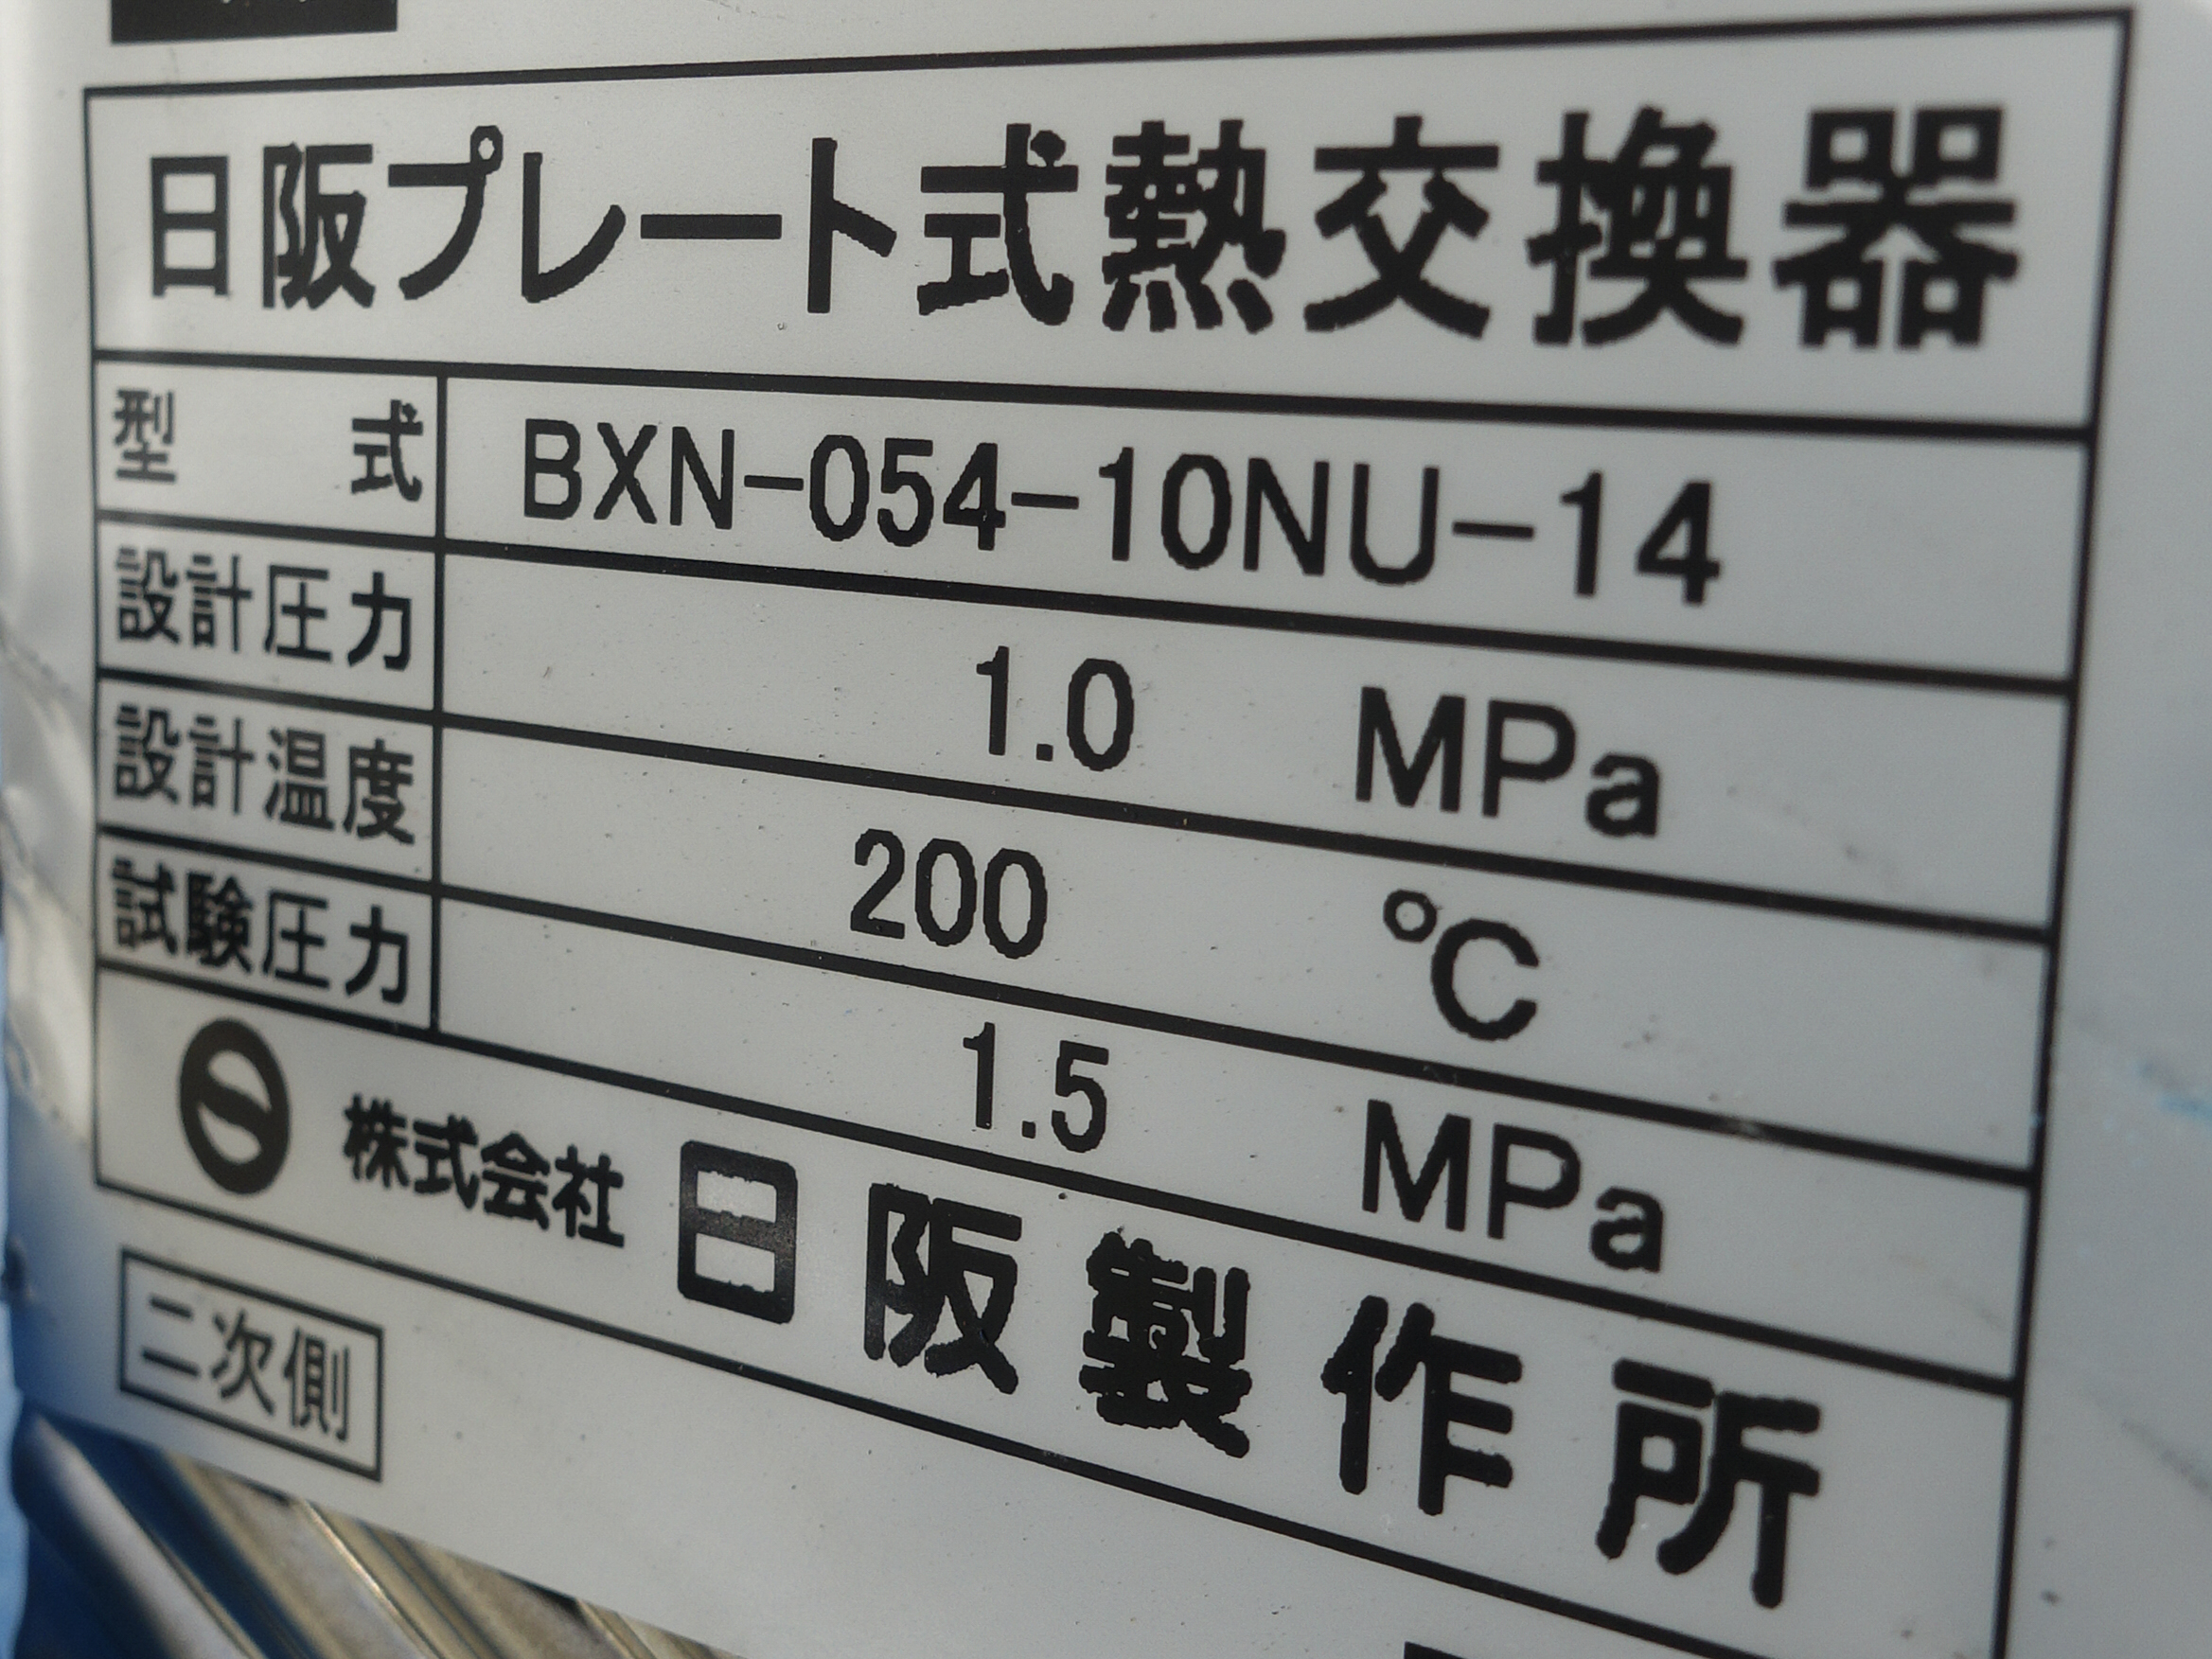 日阪プレート式熱交換器
型式 BXN-054-10NU-14
設計圧力 1.0 MPa
設計温度 200 ℃
試験圧力 1.5 MPa
株式会社 日阪製作所
二次側